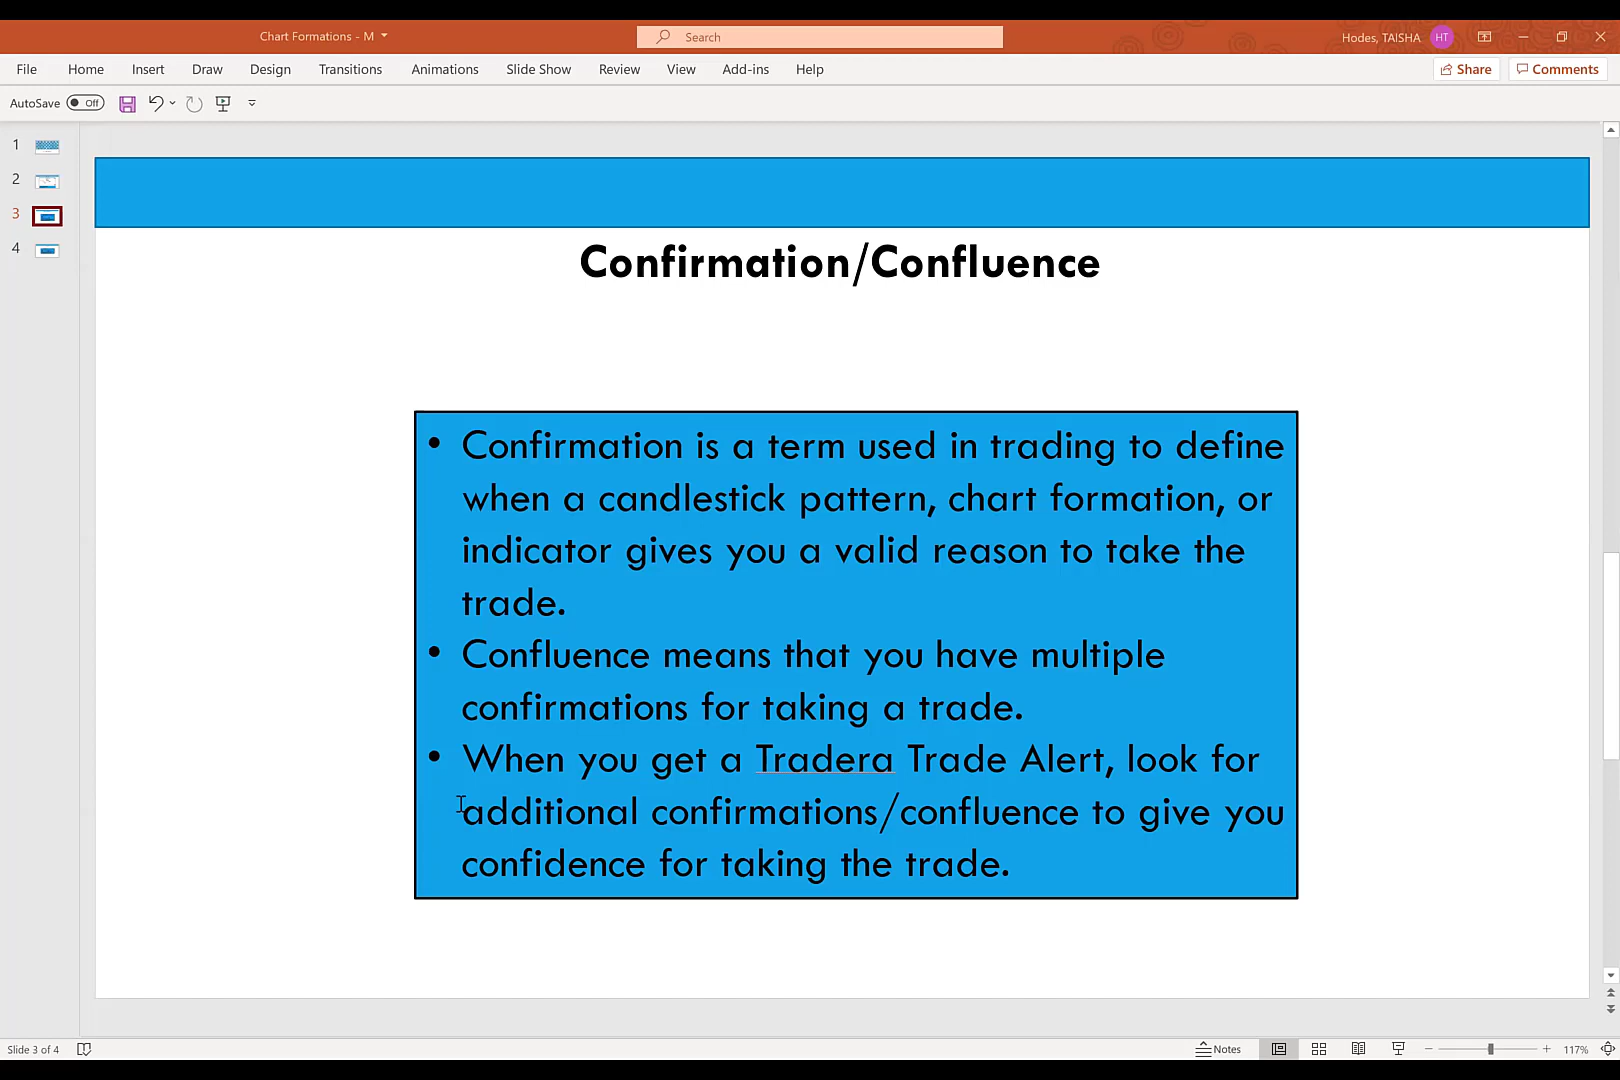 Chart Formations - M
Search
Hodes, TAISHA
HT
File Home Insert Draw Design Transitions Animations Slide Show Review View Add-ins Help
Share
Comments
AutoSave Off
1
2
3
4
Confirmation/Confluence
• Confirmation is a term used in trading to define
when a candlestick pattern, chart formation, or
indicator gives you a valid reason to take the
trade.
• Confluence means that you have multiple
confirmations for taking a trade.
• When you get a Tradera Trade Alert, look for
additional confirmations/confluence to give you
confidence for taking the trade.
Slide 3 of 4
Notes
117%